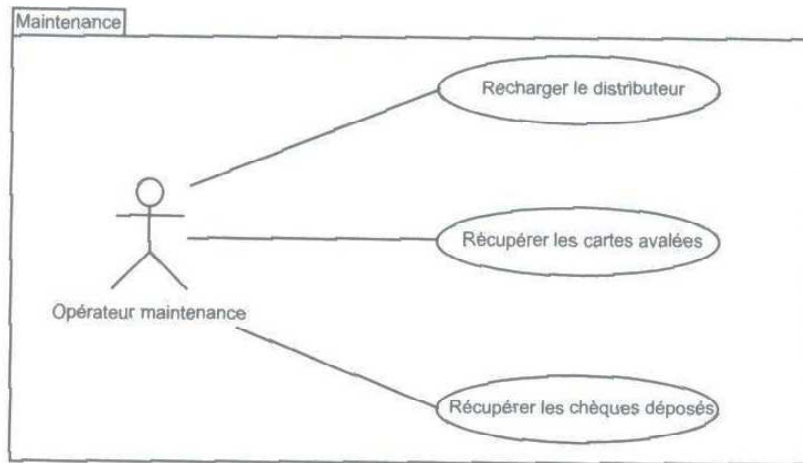 Maintenance
Recharger le distributeur
Récupérer les cartes avalées
Opérateur maintenance
Récupérer les chèques déposés